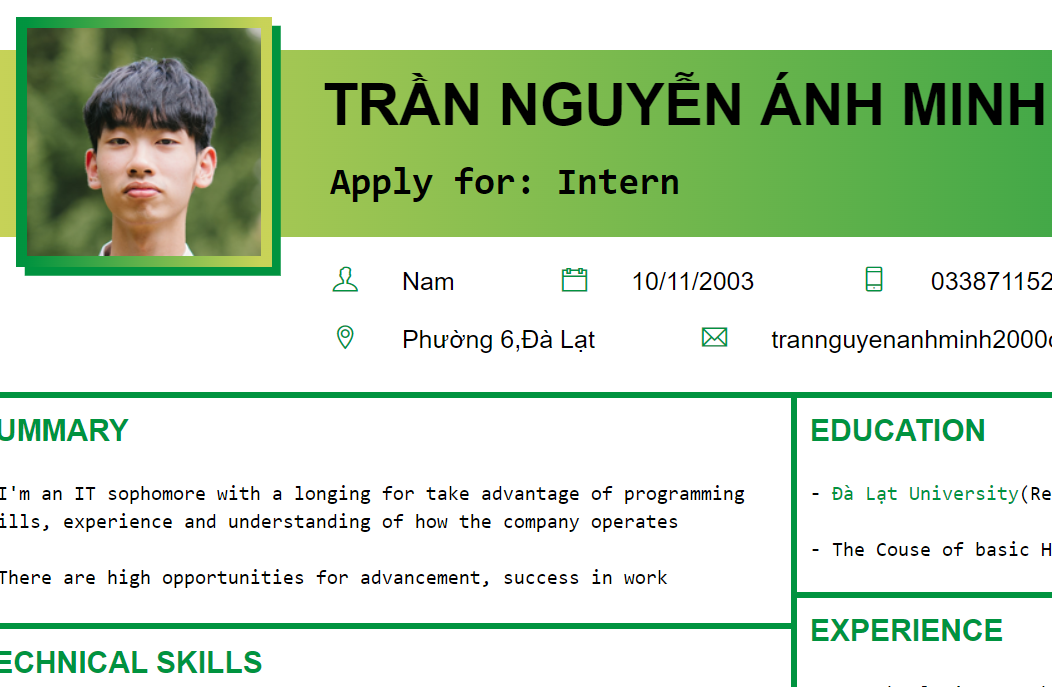 TRẦN NGUYỄN ÁNH MINH
Apply for: Intern
Nam 10/11/2003 033871152
Phường 6,Đà Lạt trannguyenanhminh2000
UMMARY
I'm an IT sophomore with a longing for take advantage of programming
ills, experience and understanding of how the company operates
There are high opportunities for advancement, success in work
ECHNICAL SKILLS
EDUCATION
- Đà Lạt University(Re
- The Couse of basic H
EXPERIENCE